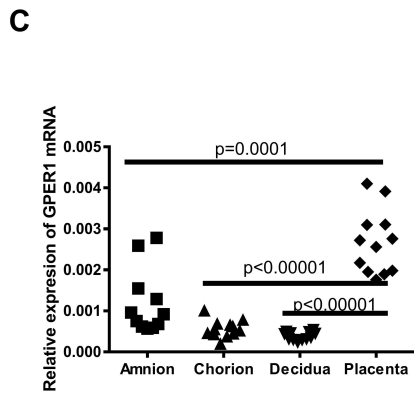 C
Relative expresion of GPER1 mRNA
0.005
0.004
0.003
0.002
0.001
0.000
p=0.0001
p<0.00001
p<0.00001
Amnion Chorion Decidua Placenta